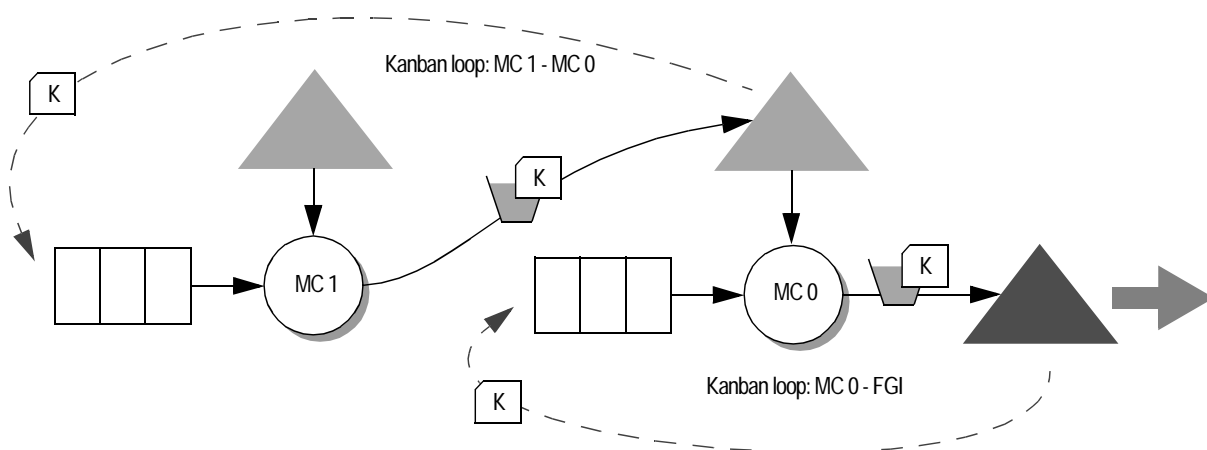 Kanban loop: MC 1 - MC 0
K
K
MC 1
K
MC 0
Kanban loop: MC 0 - FGI
K